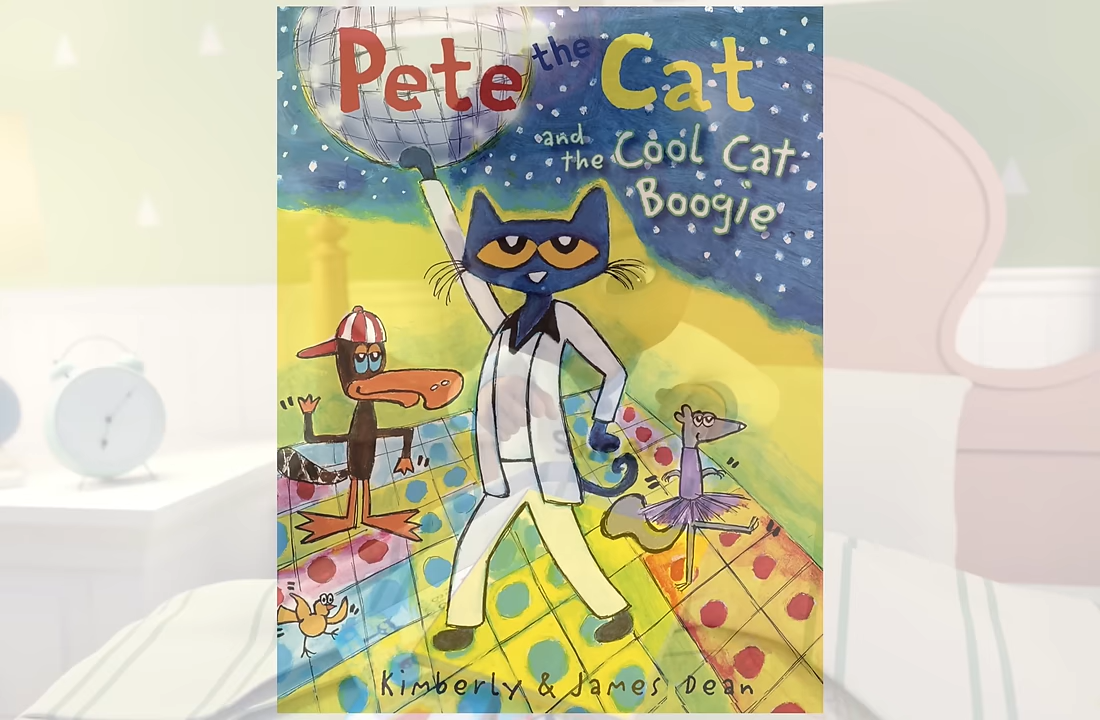 Pete the Cat
and the Cool Cat
Boogie
Kimberly & James Dean